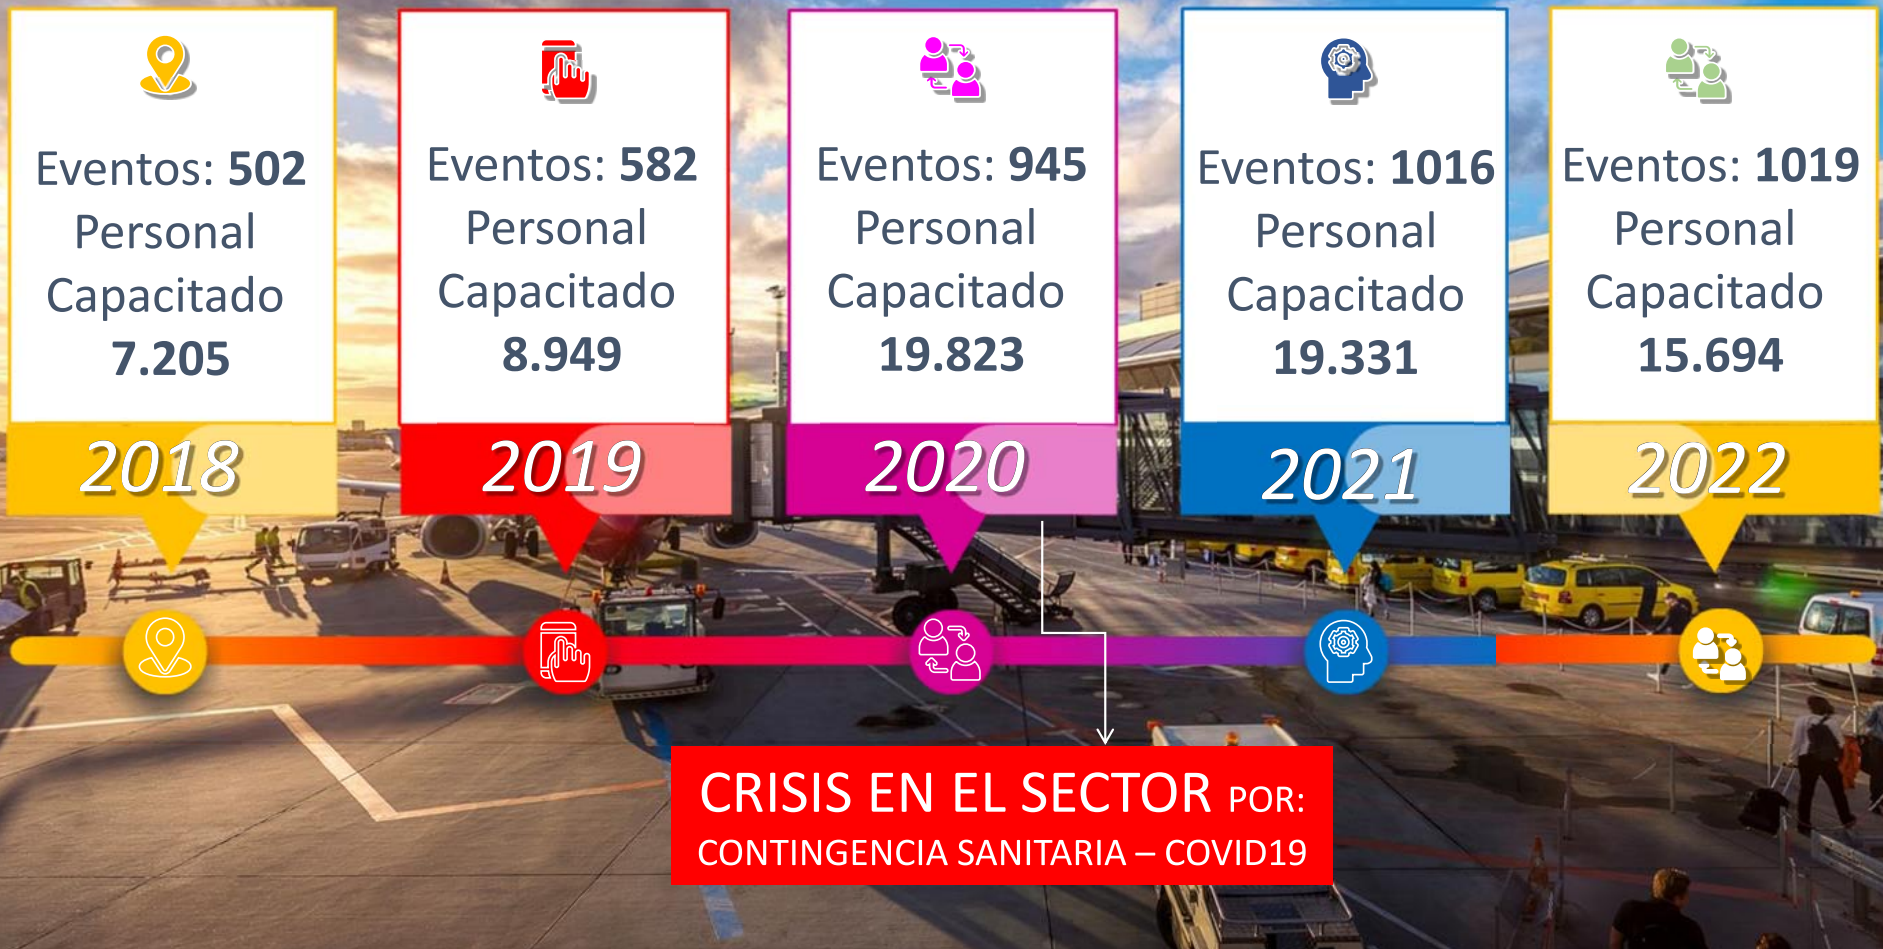 Eventos: 502
Personal
Capacitado
7.205
2018
Eventos: 582
Personal
Capacitado
8.949
2019
Eventos: 945
Personal
Capacitado
19.823
2020
Eventos: 1016
Personal
Capacitado
19.331
2021
Eventos: 1019
Personal
Capacitado
15.694
2022
CRISIS EN EL SECTOR POR:
CONTINGENCIA SANITARIA – COVID19